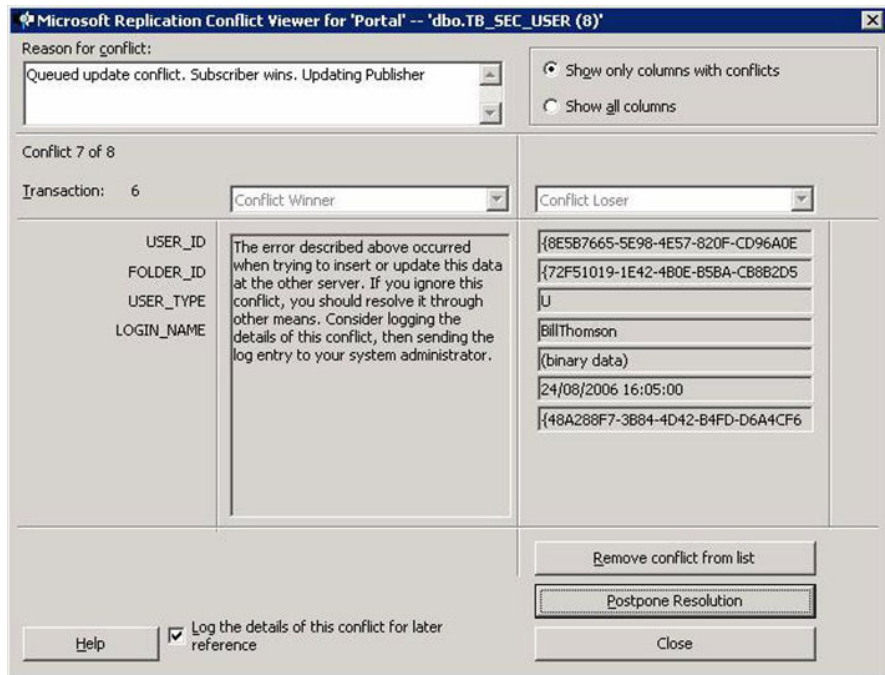 Microsoft Replication Conflict Viewer for 'Portal' -- 'dbo.TB_SEC_USER (8)'
Reason for conflict:
Queued update conflict. Subscriber wins. Updating Publisher
Show only columns with conflicts
Show all columns
Conflict 7 of 8
Transaction: 6
Conflict Winner
Conflict Loser
USER_ID
FOLDER_ID
USER_TYPE
LOGIN_NAME
The error described above occurred
when trying to insert or update this data
at the other server. If you ignore this
conflict, you should resolve it through
other means. Consider logging the
details of this conflict, then sending the
log entry to your system administrator.
{8E5B7665-5E98-4E57-820F-CD96A0E
{72F51019-1E42-4B0E-B5BA-CB8B2D5
U
BillThomson
(binary data)
24/08/2006 16:05:00
{48A288F7-3B84-4D42-B4FD-D6A4CF6
Remove conflict from list
Postpone Resolution
Help
Log the details of this conflict for later
reference
Close